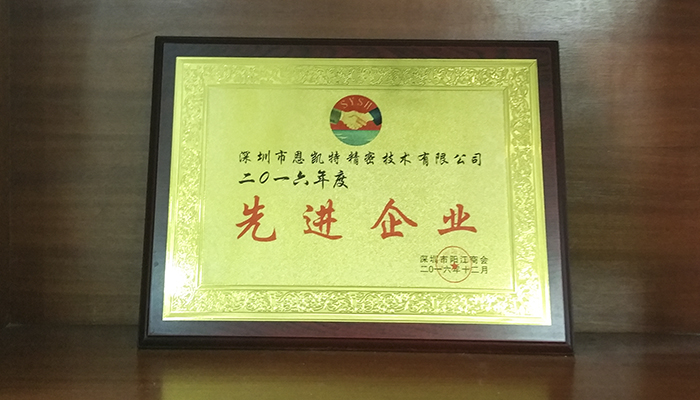 SYSH
深圳市恩凯特精密技术有限公司
二〇一六年度
先进企业
深圳市阳江商会
二〇一六年十二月